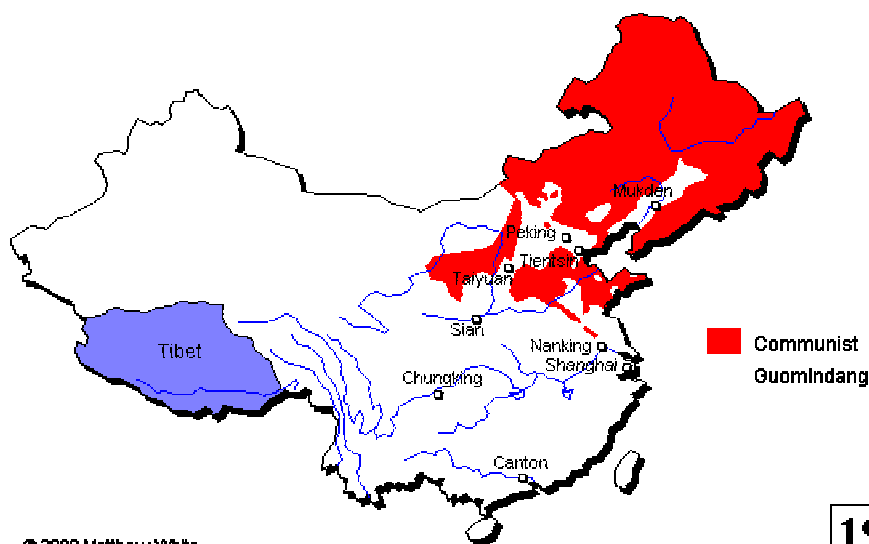 Mukden
Peking
Tientsin
Taiyuan
Sian
Tibet
Nanking
Shanghai
Chungking
Canton
Communist
Guomindang